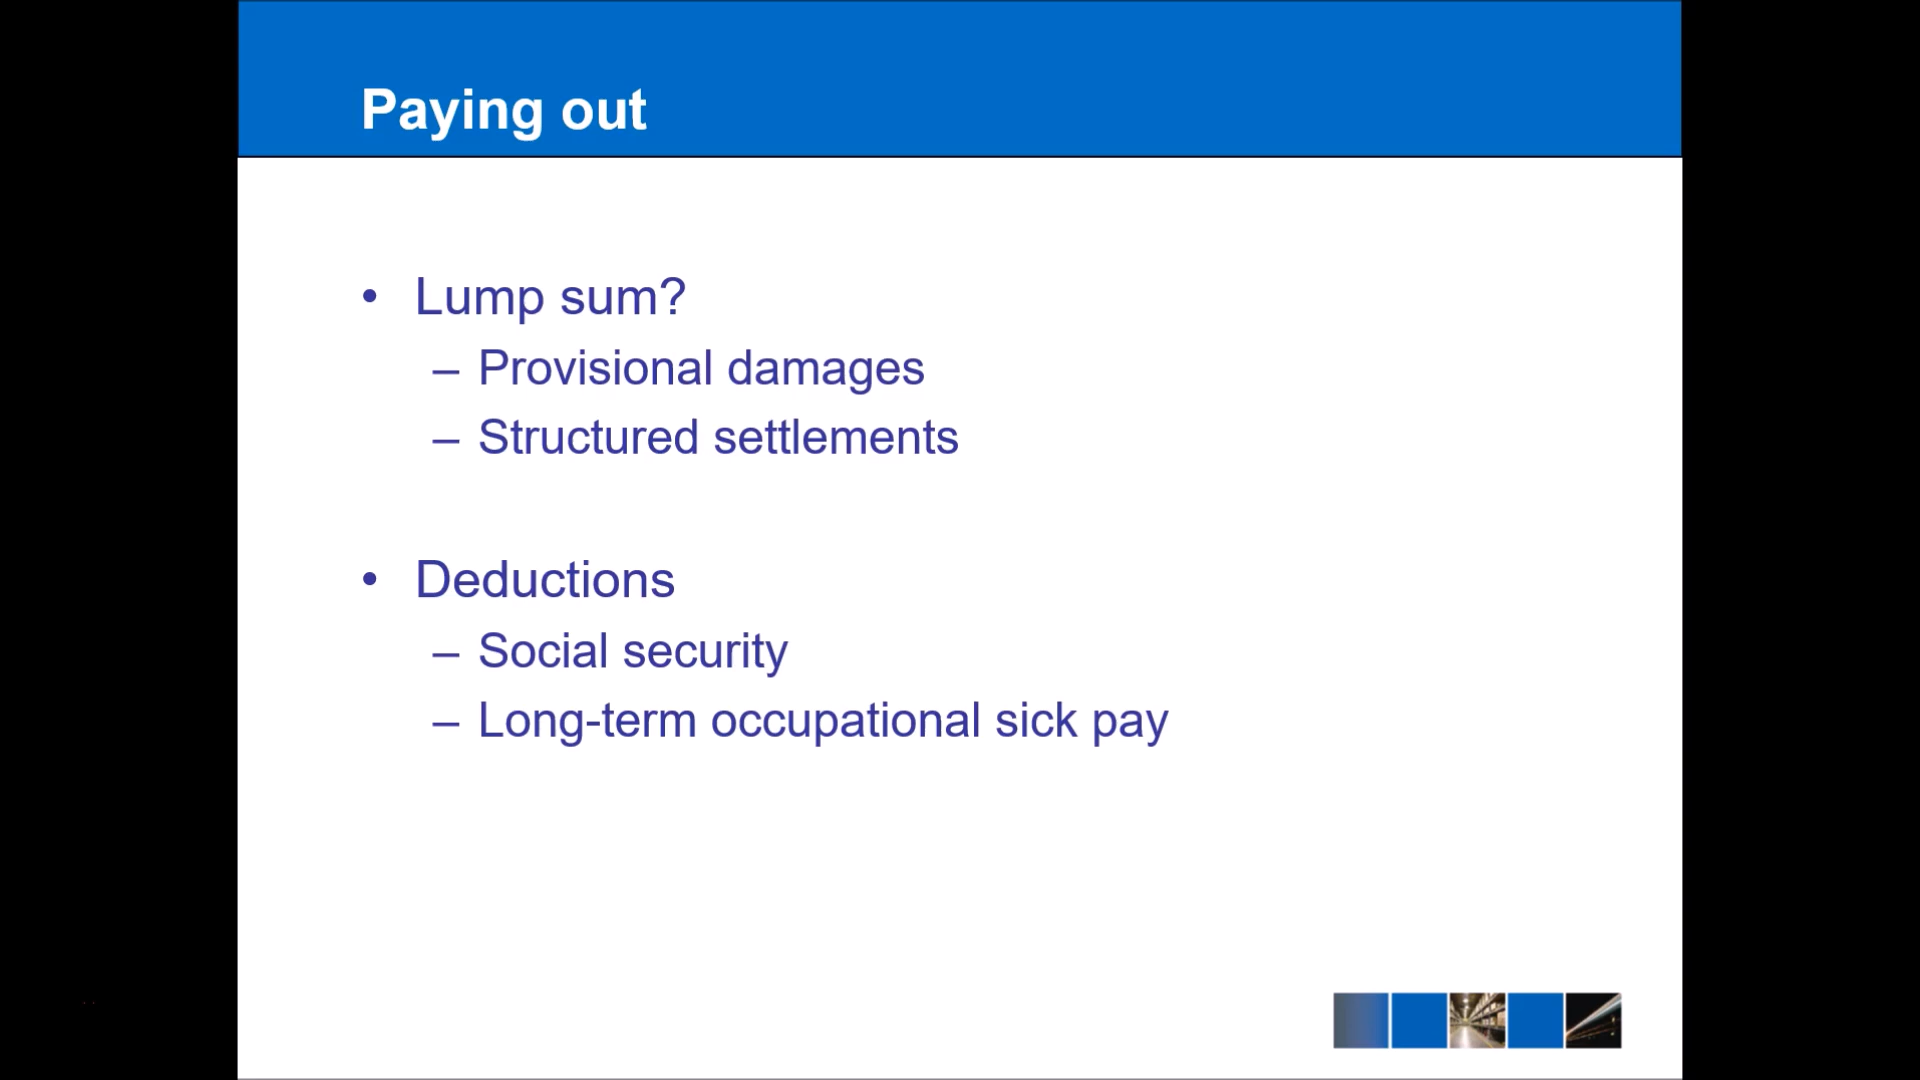 Paying out
• Lump sum?
– Provisional damages
– Structured settlements
• Deductions
– Social security
– Long-term occupational sick pay